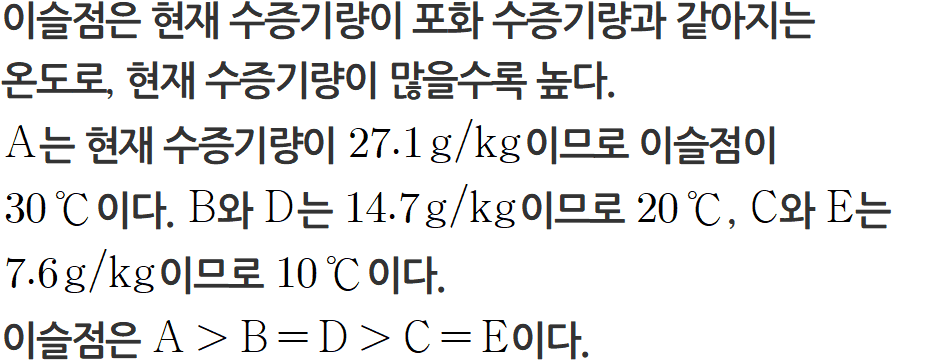 이슬점은 현재 수증기량이 포화 수증기량과 같아지는
온도로, 현재 수증기량이 많을수록 높다.
A는 현재 수증기량이 27.1g/kg이므로 이슬점이
30℃이다. B와 D는 14.7g/kg이므로 20℃, C와 E는
7.6g/kg이므로 10℃이다.
이슬점은 A > B = D > C = E이다.